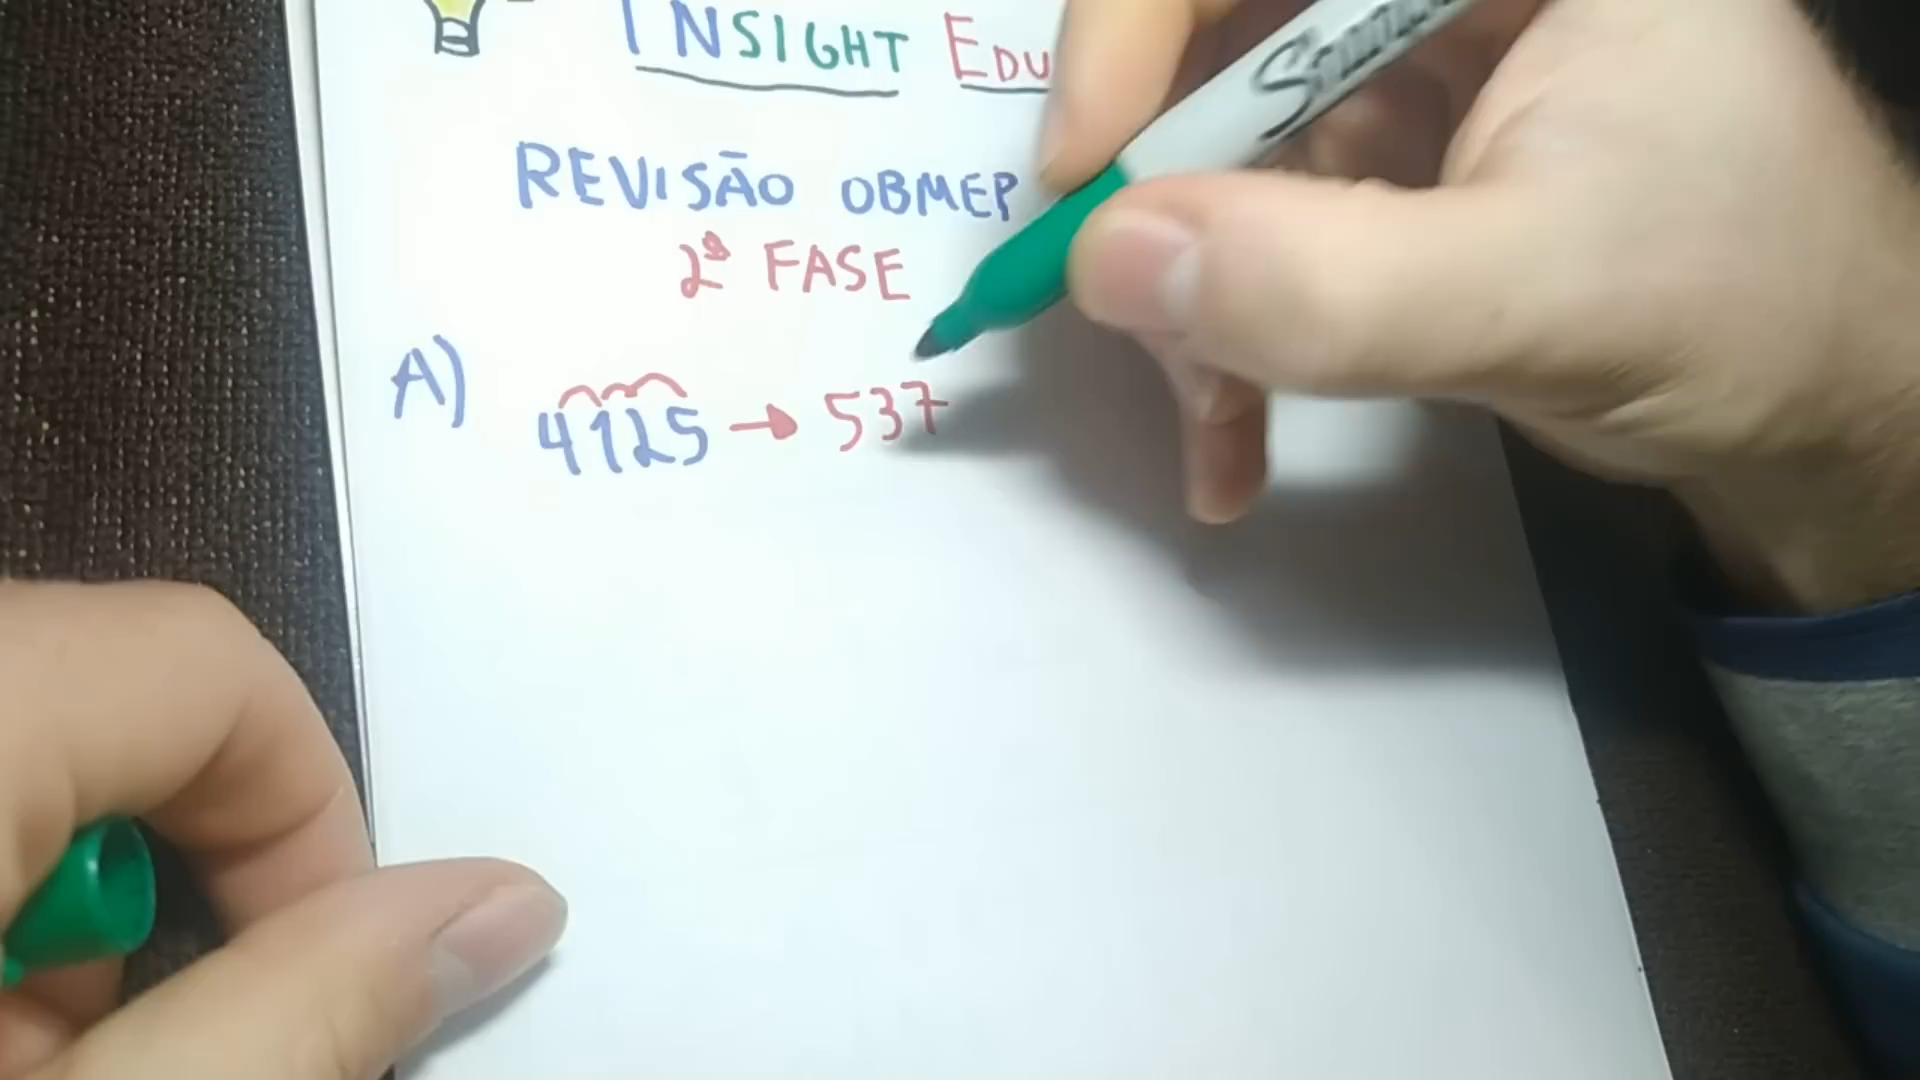 INSIGHT EDU
REVISÃO OBMEP
2ª FASE
A) 4125 → 537